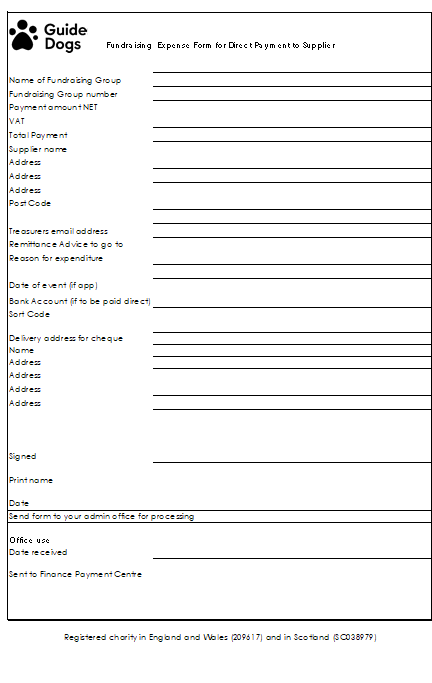 Guide
Dogs
Fundraising Expense Form for Direct Payment to Supplier
Name of Fundraising Group
Fundraising Group number
Payment amount NET
VAT
Total Payment
Supplier name
Address
Address
Address
Post Code
Treasurers email address
Remittance Advice to go to
Reason for expenditure
Date of event (if app)
Bank Account (if to be paid direct)
Sort Code
Delivery address for cheque
Name
Address
Address
Address
Address
Signed
Print name
Date
Send form to your admin office for processing
Office use
Date received
Sent to Finance Payment Centre
Registered charity in England and Wales (209617) and in Scotland (SC038979)